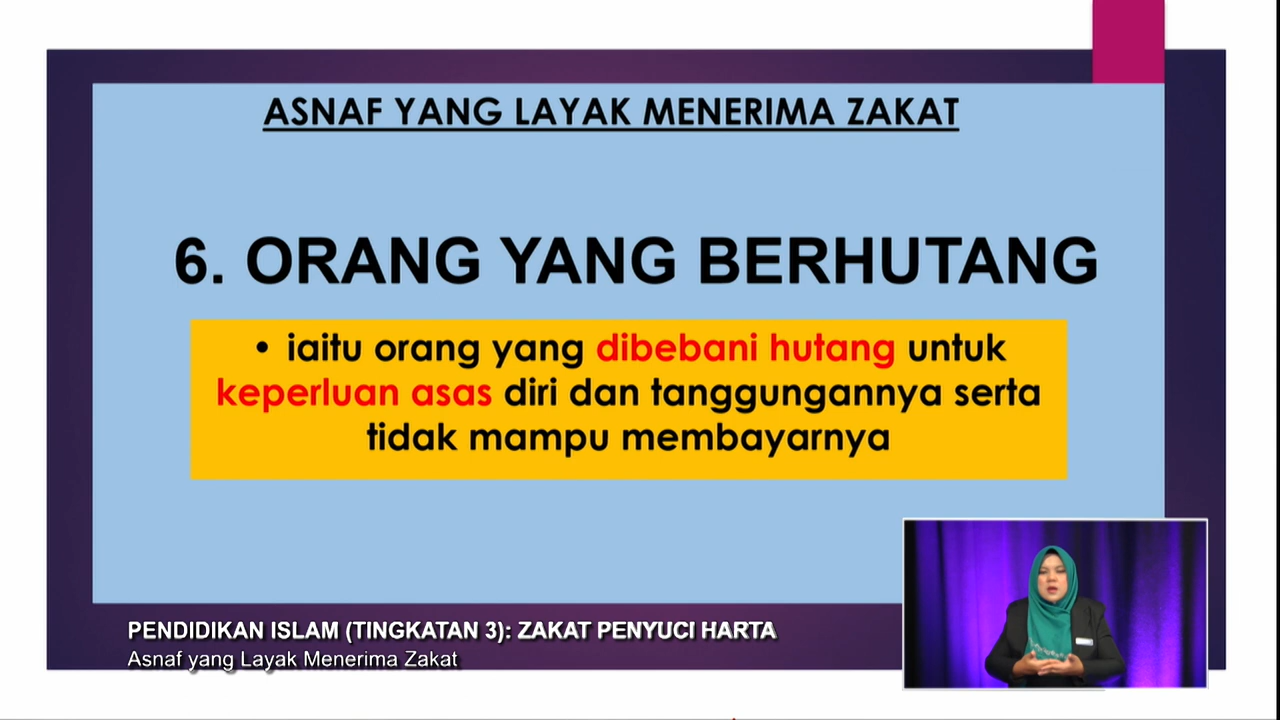 ASNAF YANG LAYAK MENERIMA ZAKAT
6. ORANG YANG BERHUTANG
• iaitu orang yang dibebani hutang untuk
keperluan asas diri dan tanggungannya serta
tidak mampu membayarnya
PENDIDIKAN ISLAM (TINGKATAN 3): ZAKAT PENYUCI HARTA
Asnaf yang Layak Menerima Zakat